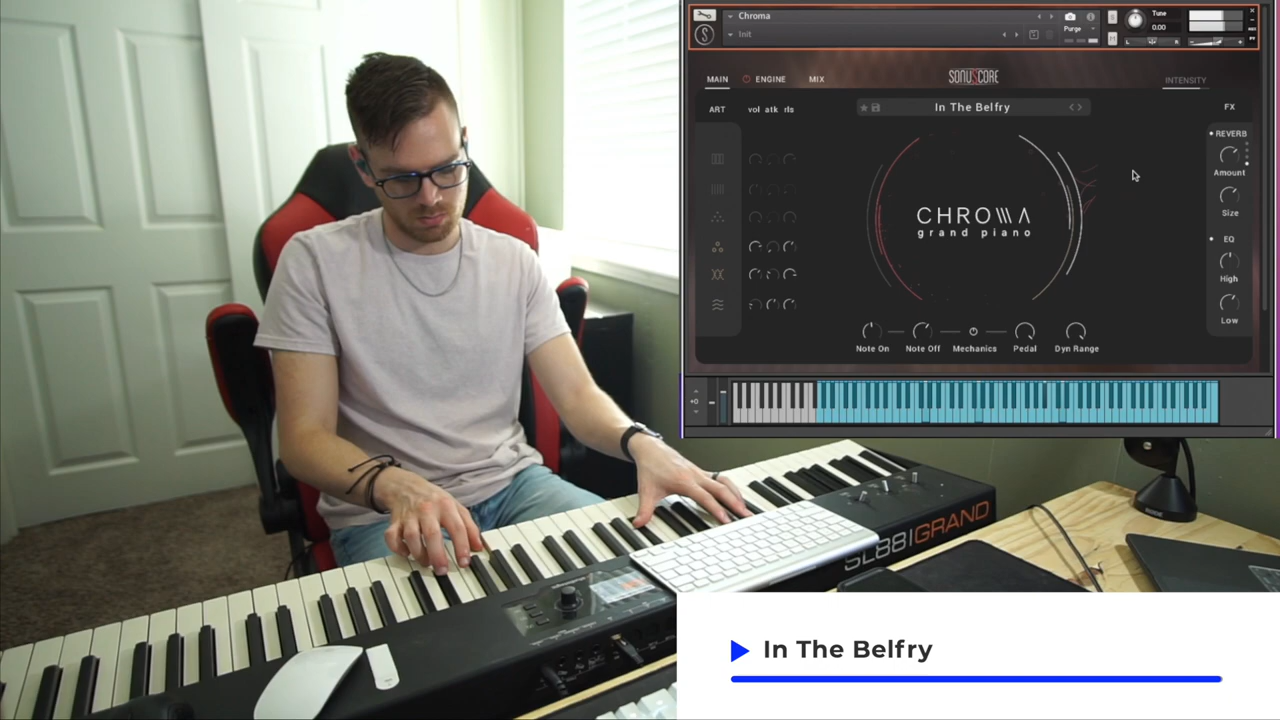 Chroma
Init
Purge
S
M
Tune
0.00
L
R
MAIN
ENGINE
MIX
SONUSCORE
INTENSITY
ART
vol atk rls
In The Belfry
FX
REVERB
Amount
Size
EQ
High
Low
CHROMA
grand piano
Note On
Note Off
Mechanics
Pedal
Dyn Range
+0
SL88|GRAND
In The Belfry